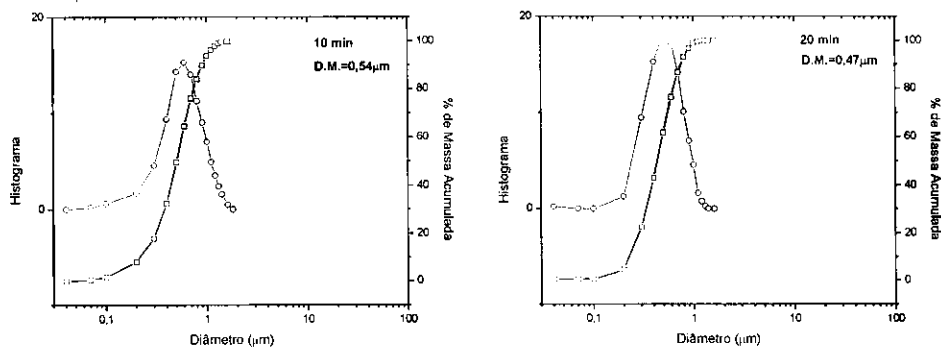 20
10 min
D.M.=0,54μm
Histograma
0
100
80
60
40
20
0
% de Massa Acumulada
0,1
1
10
100
Diâmetro (μm)
20
20 min
D.M.=0,47μm
Histograma
0
100
80
60
40
20
0
% de Massa Acumulada
0,1
1
10
100
Diâmetro (μm)